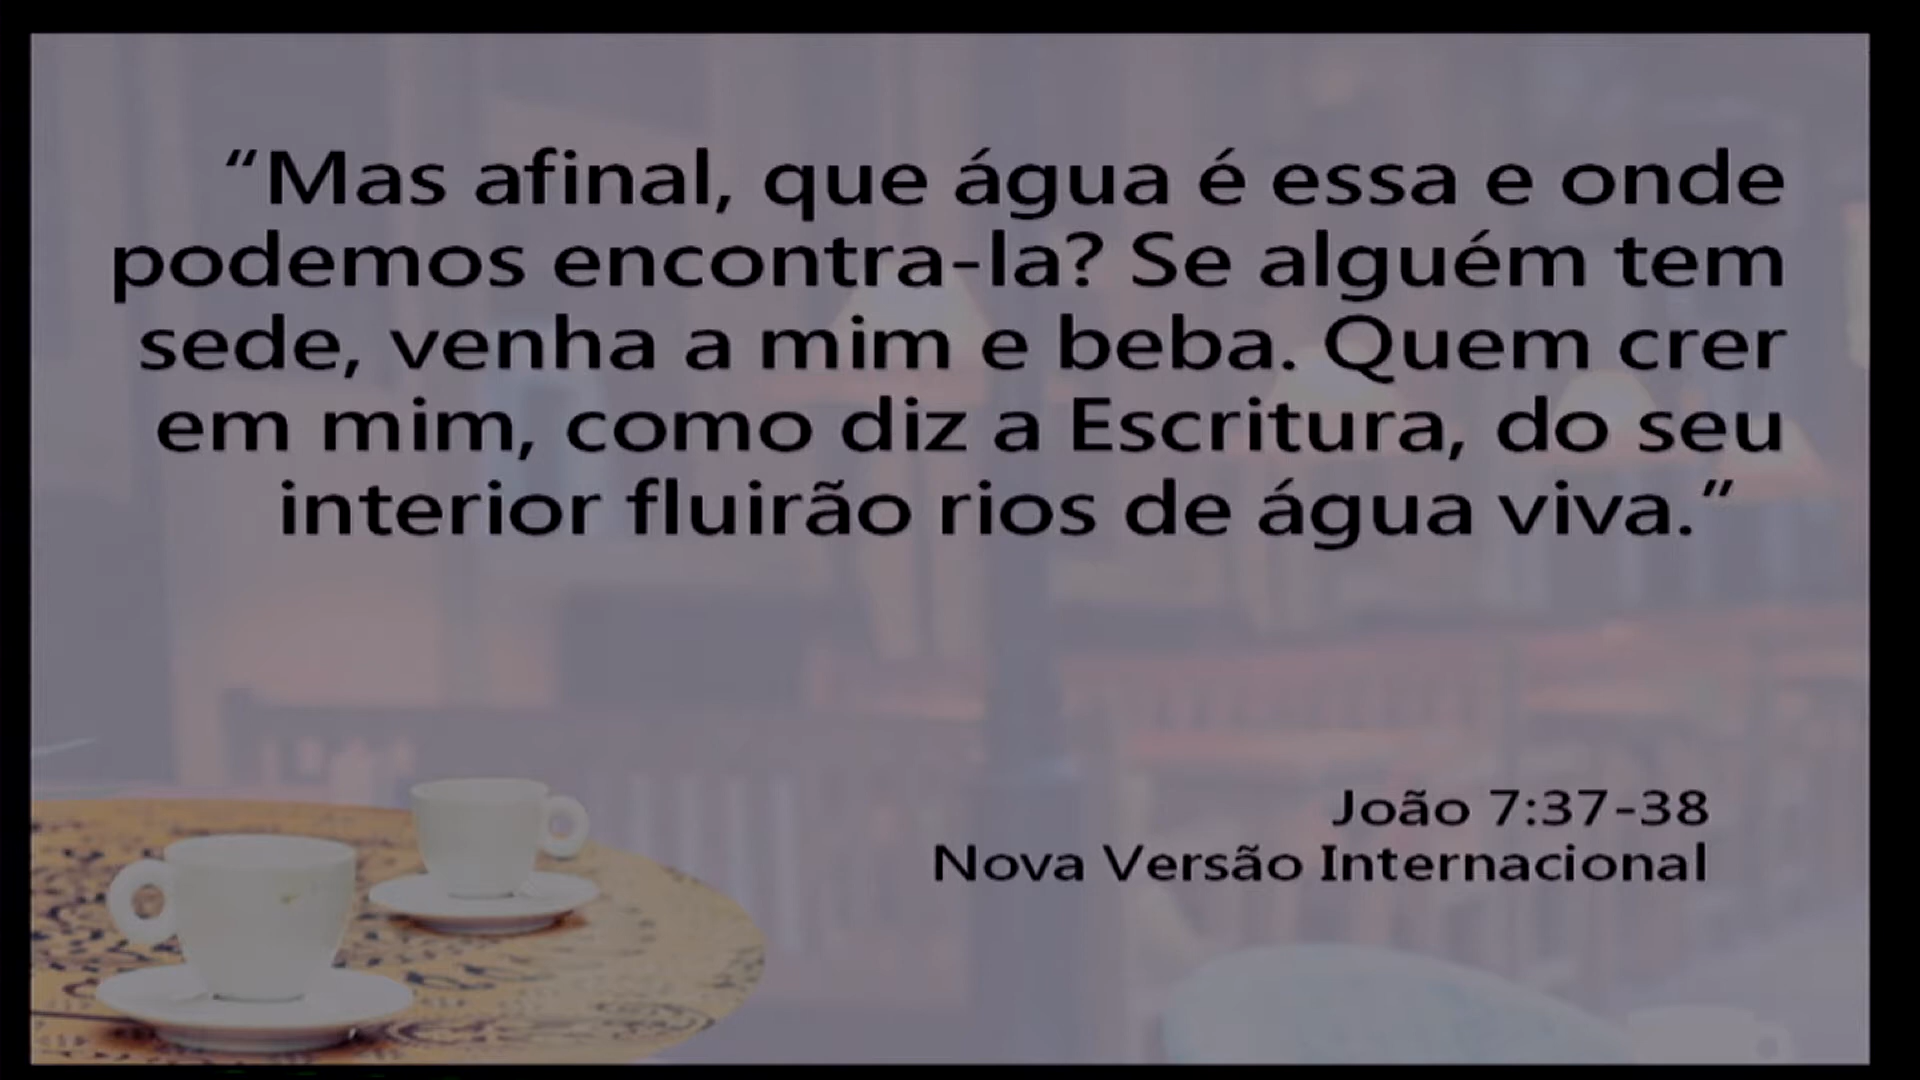 “Mas afinal, que água é essa e onde
podemos encontra-la? Se alguém tem
sede, venha a mim e beba. Quem crer
em mim, como diz a Escritura, do seu
interior fluirão rios de água viva.”
João 7:37-38
Nova Versão Internacional